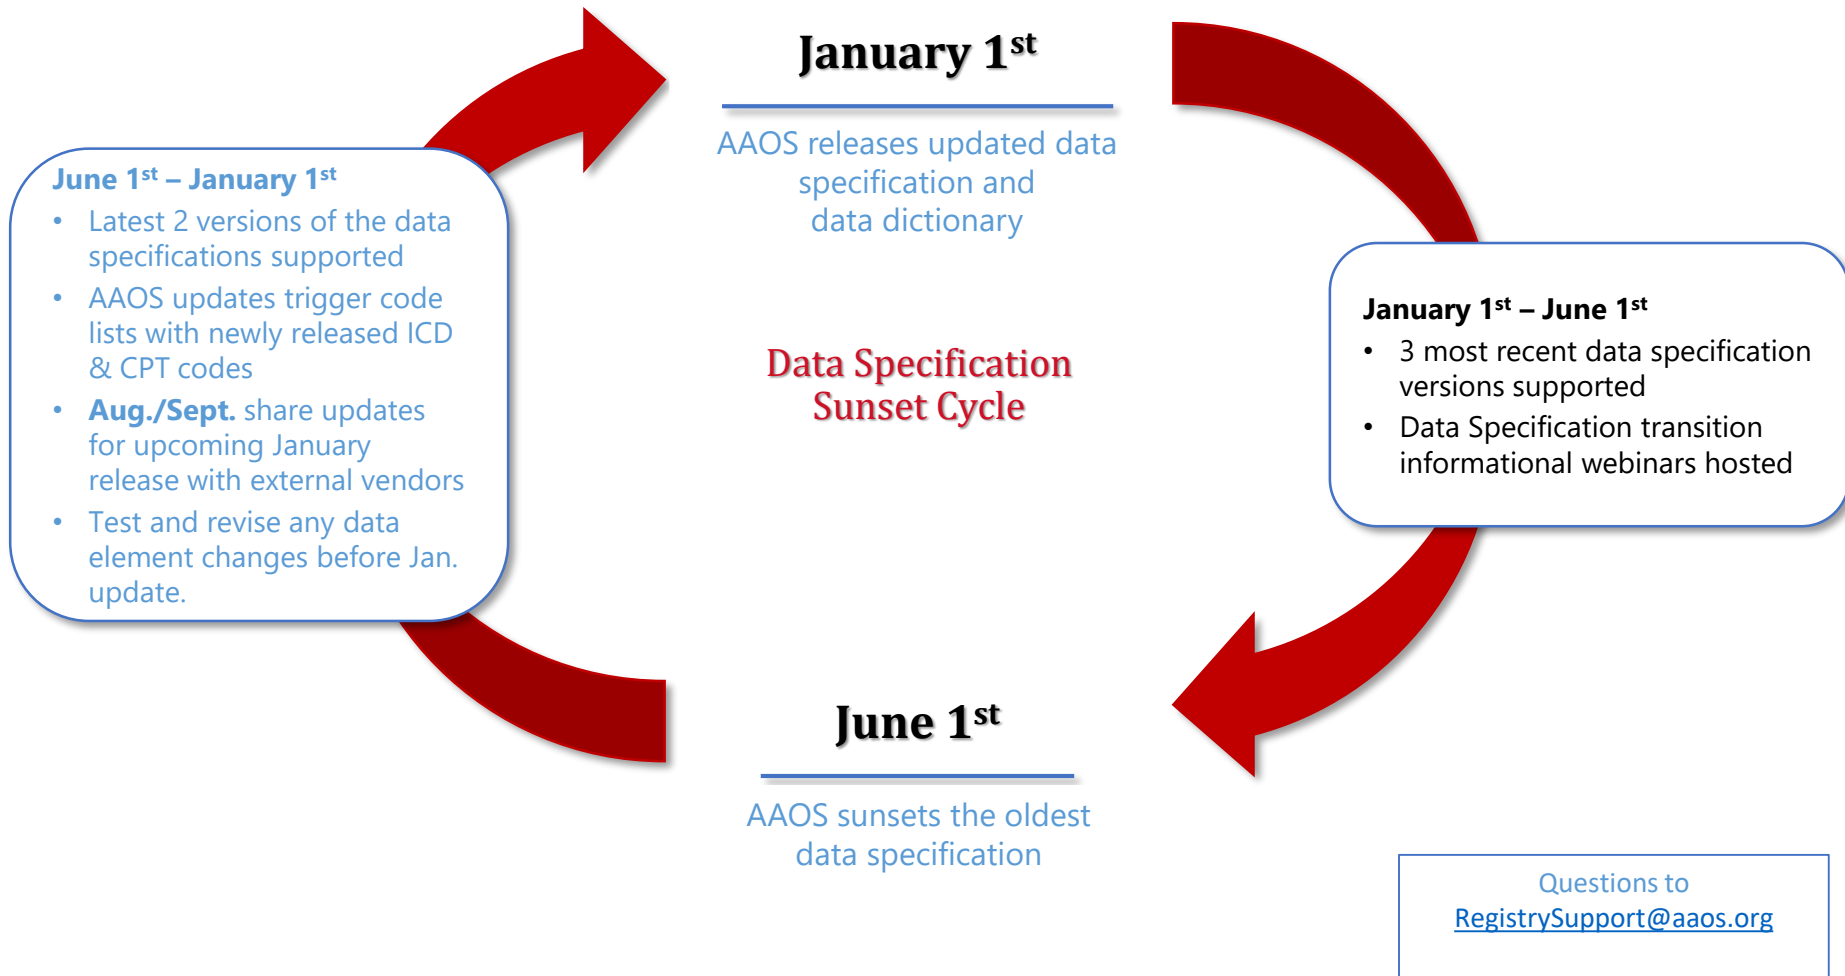 January 1st
AAOS releases updated data
specification and
data dictionary
June 1st – January 1st
• Latest 2 versions of the data
specifications supported
• AAOS updates trigger code
lists with newly released ICD
& CPT codes
• Aug./Sept. share updates
for upcoming January
release with external vendors
• Test and revise any data
element changes before Jan.
update.
Data Specification
Sunset Cycle
January 1st – June 1st
• 3 most recent data specification
versions supported
• Data Specification transition
informational webinars hosted
June 1st
AAOS sunsets the oldest
data specification
Questions to
RegistrySupport@aaos.org